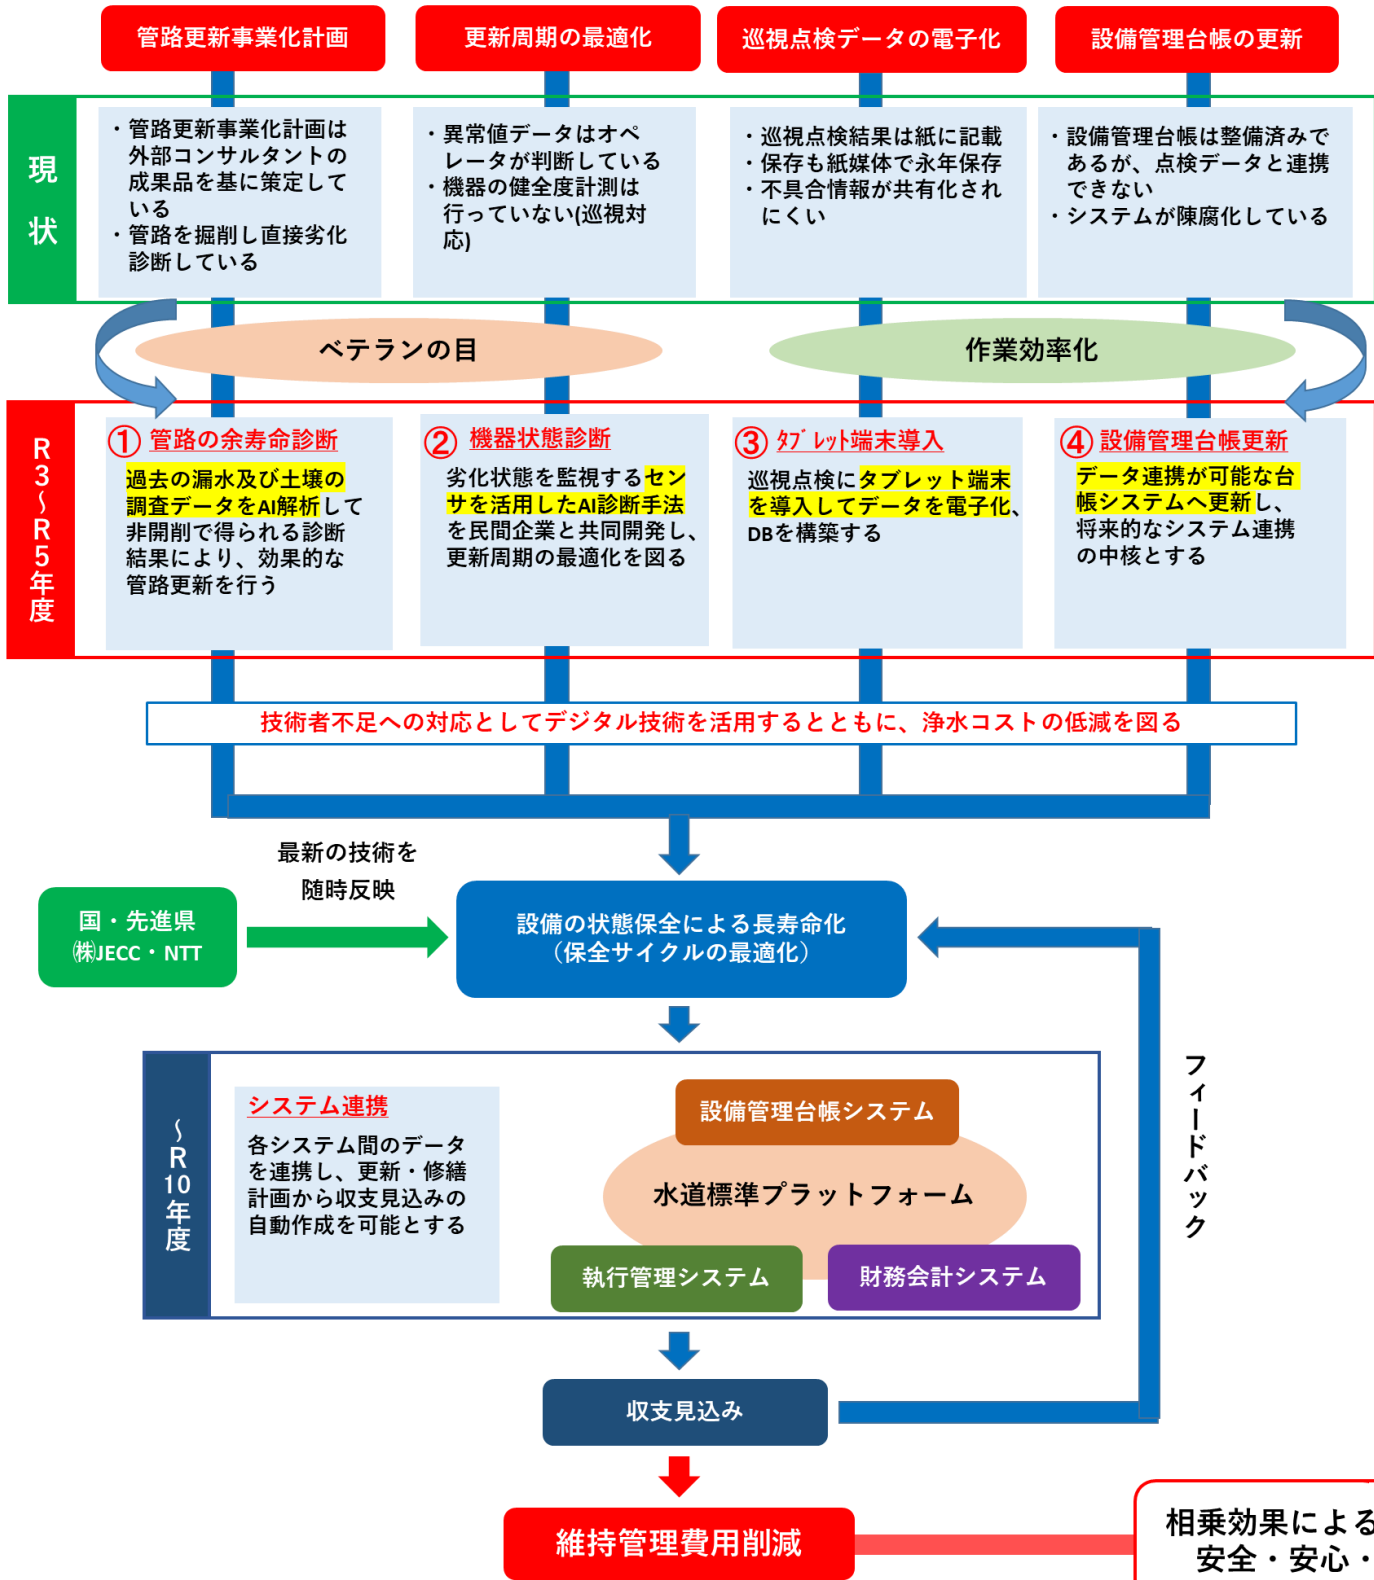 管路更新事業化計画
更新周期の最適化
巡視点検データの電子化
設備管理台帳の更新
現状
・管路更新事業化計画は
外部コンサルタントの
成果品を基に策定して
いる
・管路を掘削し直接劣化
診断している
・異常値データはオペ
レータが判断している
・機器の健全度計測は
行っていない(巡視対
応)
・巡視点検結果は紙に記載
・保存も紙媒体で永年保存
・不具合情報が共有化され
にくい
・設備管理台帳は整備済みで
あるが、点検データと連携
できない
・システムが陳腐化している
ベテランの目
作業効率化
R3～R5年度
① 管路の余寿命診断
過去の漏水及び土壌の
調査データをAI解析して
非開削で得られる診断
結果により、効果的な
管路更新を行う
② 機器状態診断
劣化状態を監視するセン
サを活用したAI診断手法
を民間企業と共同開発し、
更新周期の最適化を図る
③ ﾀﾌﾞﾚｯﾄ端末導入
巡視点検にタブレット端末
を導入してデータを電子化、
DBを構築する
④ 設備管理台帳更新
データ連携が可能な台
帳システムへ更新し、
将来的なシステム連携
の中核とする
技術者不足への対応としてデジタル技術を活用するとともに、浄水コストの低減を図る
最新の技術を
随時反映
国・先進県
㈱JECC・NTT
設備の状態保全による長寿命化
（保全サイクルの最適化）
フィードバック
～R10年度
システム連携
各システム間のデータ
を連携し、更新・修繕
計画から収支見込みの
自動作成を可能とする
設備管理台帳システム
水道標準プラットフォーム
執行管理システム
財務会計システム
収支見込み
維持管理費用削減
相乗効果による
安全・安心・